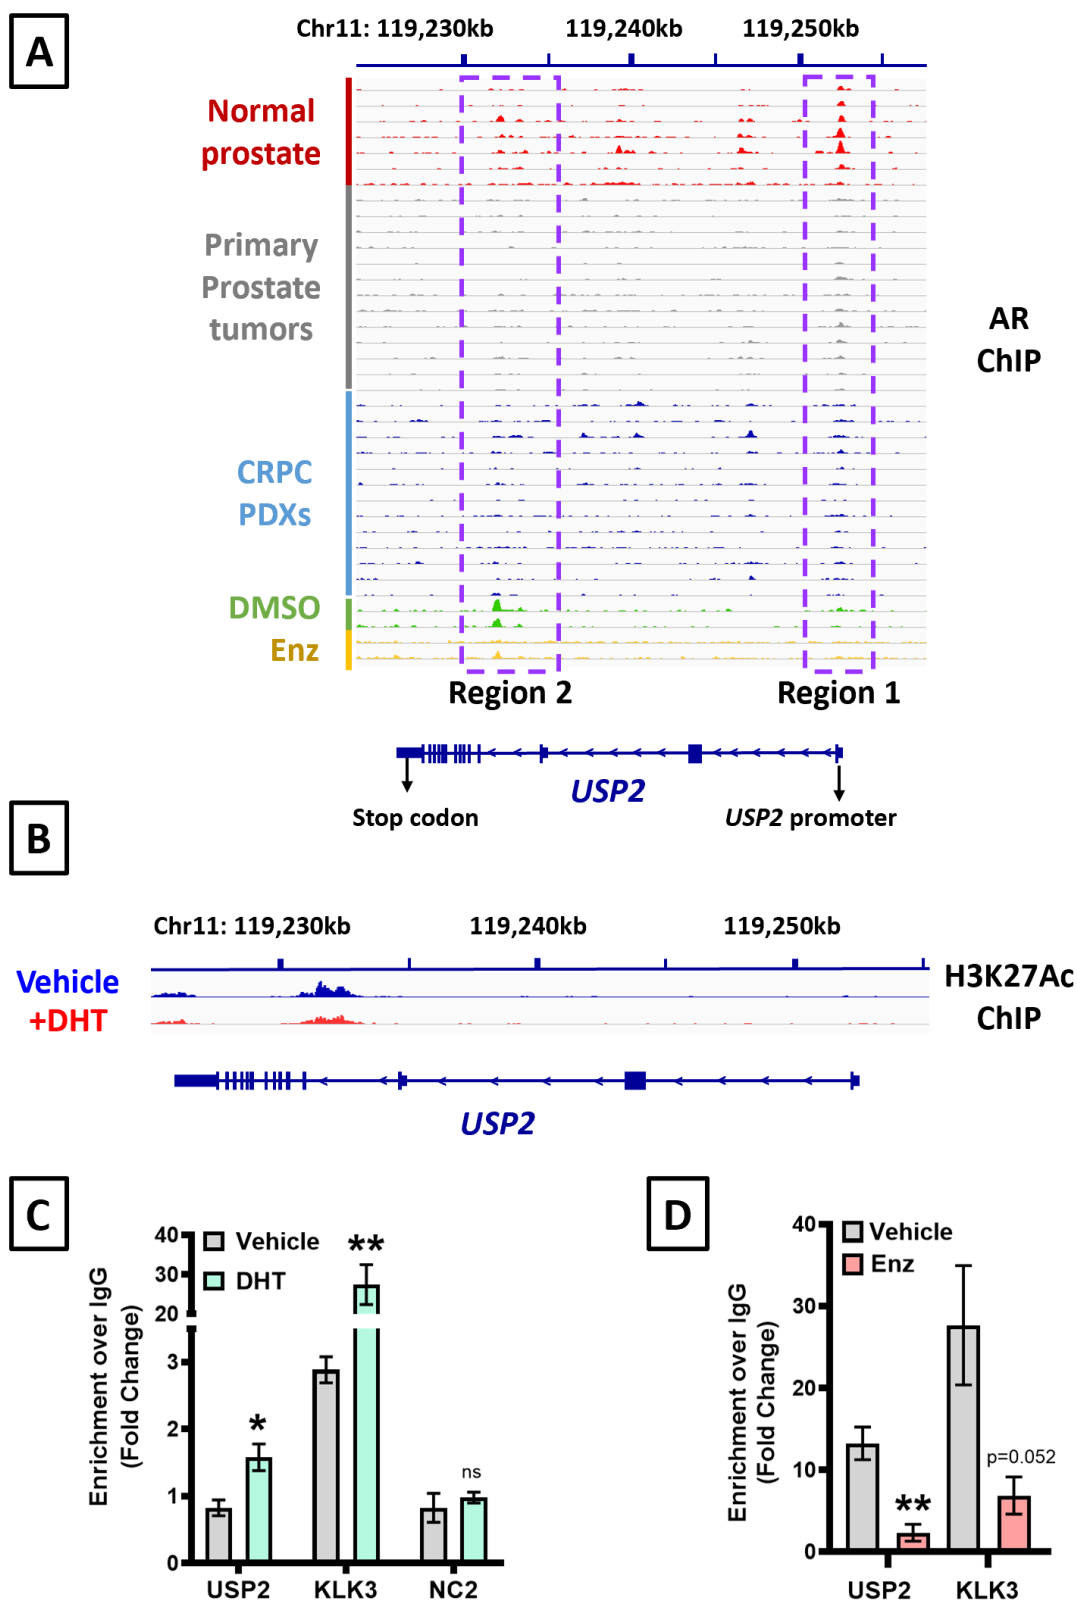 A
Chr11: 119,230kb 119,240kb 119,250kb
Normal
prostate
Primary
Prostate
tumors
CRPC
PDXs
DMSO
Enz
AR
ChIP
Region 2 Region 1
USP2
Stop codon USP2 promoter
B
Chr11: 119,230kb 119,240kb 119,250kb
Vehicle
+DHT
H3K27Ac
ChIP
USP2
C
Enrichment over IgG
(Fold Change)
40
30
20
3
2
1
0
Vehicle
DHT
*
**
ns
USP2 KLK3 NC2
D
Enrichment over IgG
(Fold Change)
40
30
20
10
0
Vehicle
Enz
**
p=0.052
USP2 KLK3